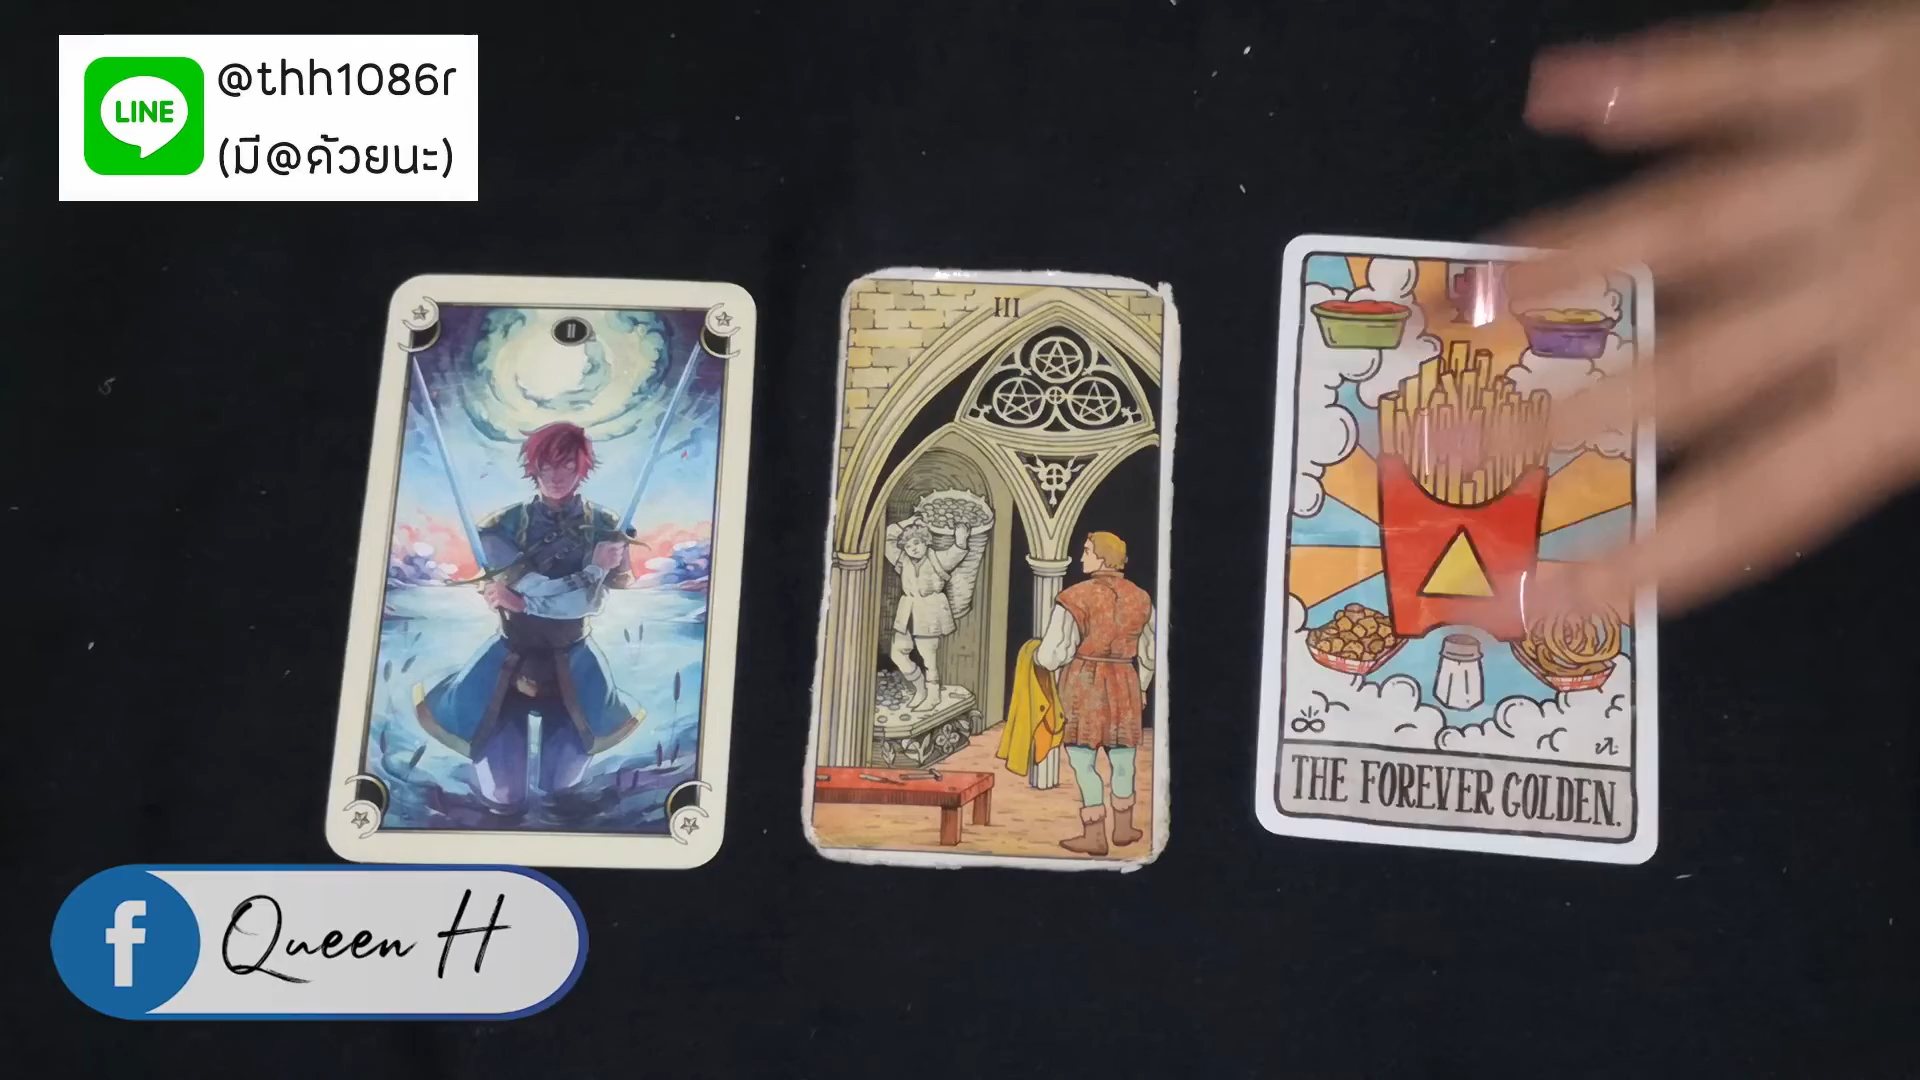 LINE
@thh1086r
(มี@ด้วยนะ)
II
III
THE FOREVER GOLDEN.
f
Queen H